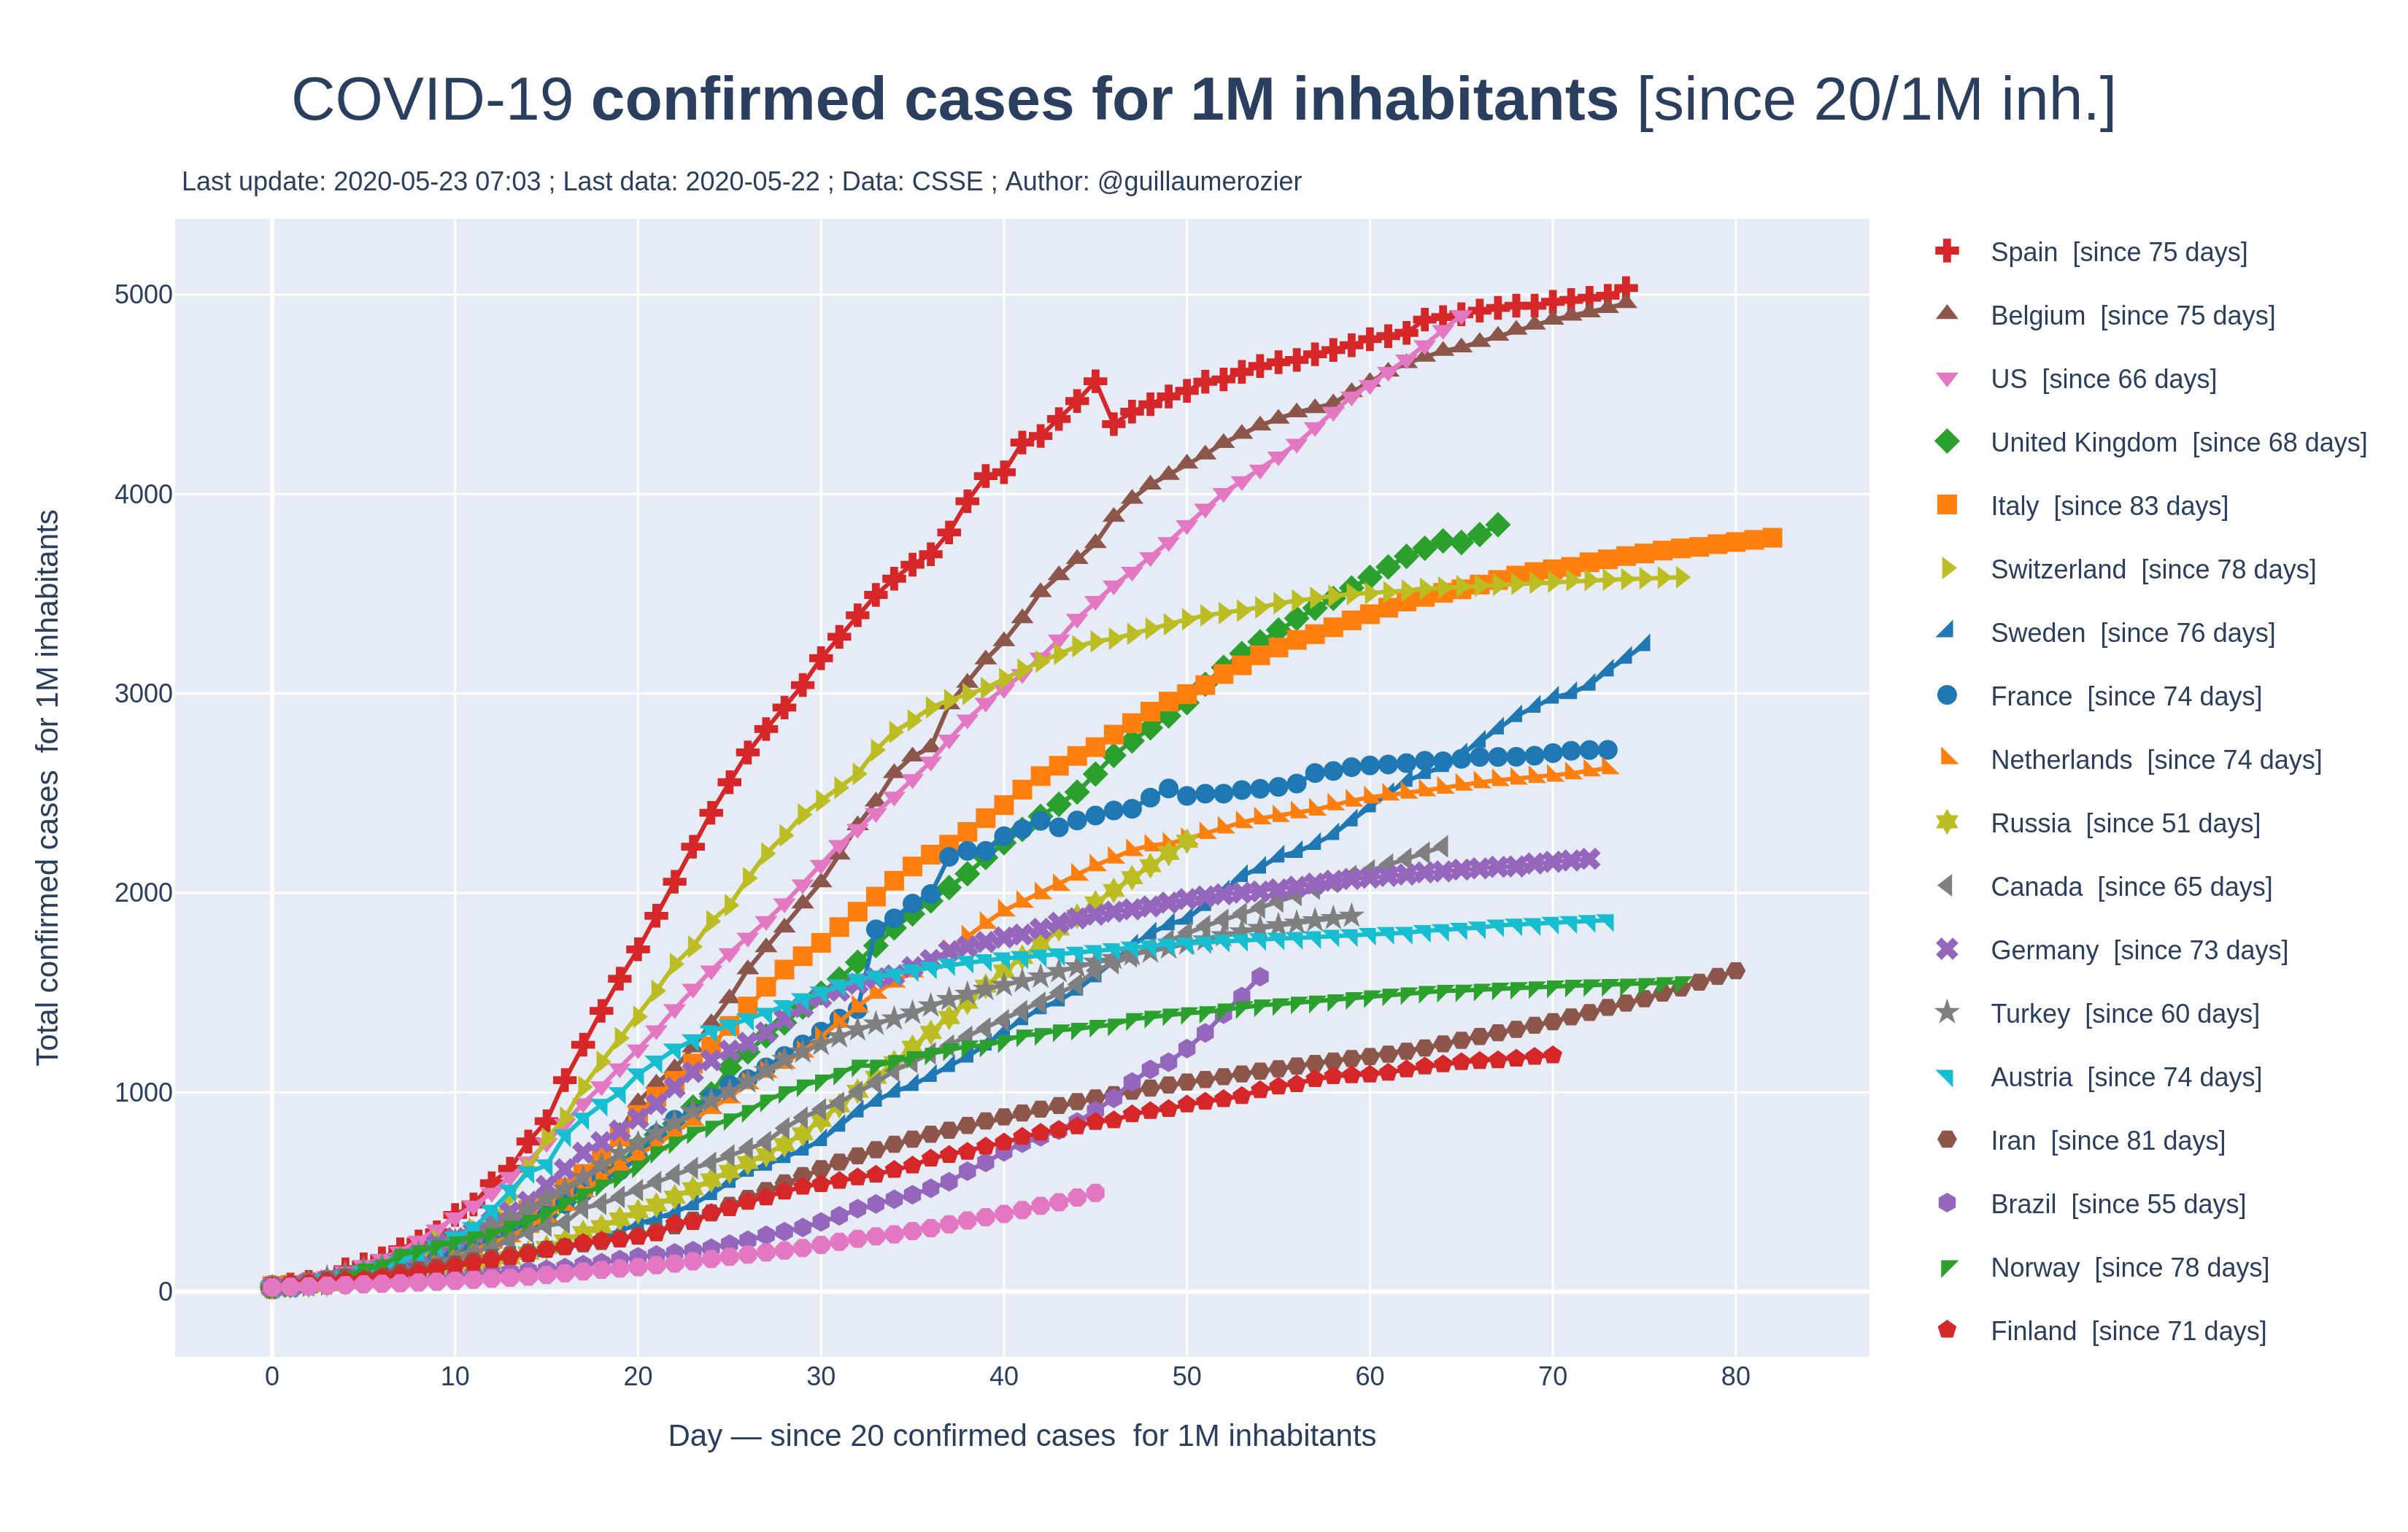 COVID-19 confirmed cases for 1M inhabitants [since 20/1M inh.]
Last update: 2020-05-23 07:03 ; Last data: 2020-05-22 ; Data: CSSE ; Author: @guillaumerozier
Total confirmed cases for 1M inhabitants
5000
4000
3000
2000
1000
0
0 10 20 30 40 50 60 70 80
Day — since 20 confirmed cases for 1M inhabitants
Spain [since 75 days]
Belgium [since 75 days]
US [since 66 days]
United Kingdom [since 68 days]
Italy [since 83 days]
Switzerland [since 78 days]
Sweden [since 76 days]
France [since 74 days]
Netherlands [since 74 days]
Russia [since 51 days]
Canada [since 65 days]
Germany [since 73 days]
Turkey [since 60 days]
Austria [since 74 days]
Iran [since 81 days]
Brazil [since 55 days]
Norway [since 78 days]
Finland [since 71 days]